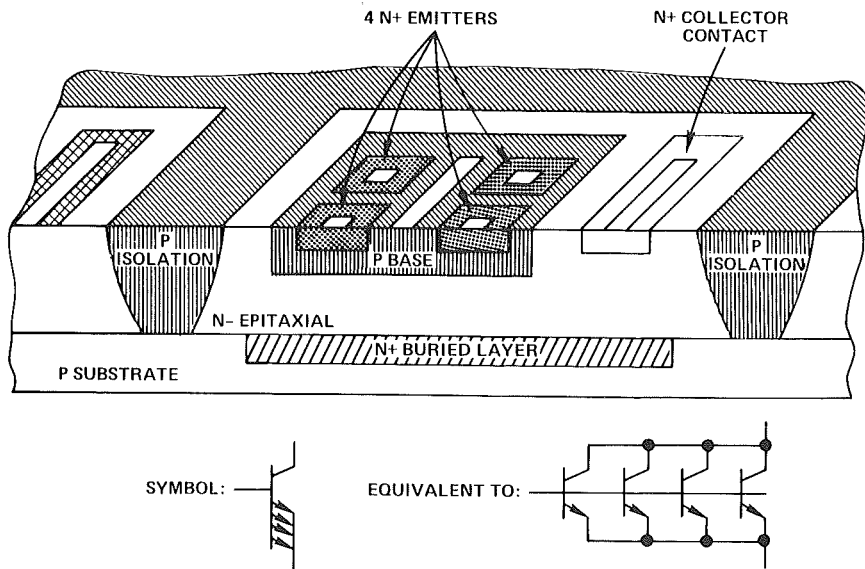 4 N+ EMITTERS
N+ COLLECTOR
CONTACT
P
ISOLATION
P BASE
P
ISOLATION
N– EPITAXIAL
N+ BURIED LAYER
P SUBSTRATE
SYMBOL:
EQUIVALENT TO: